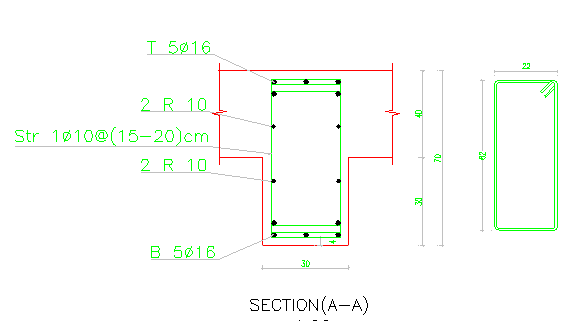 T 5ø16
22
2 R 10
40
Str 1ø10@(15-20)cm
70
62
2 R 10
30
4
B 5ø16
30
SECTION(A-A)